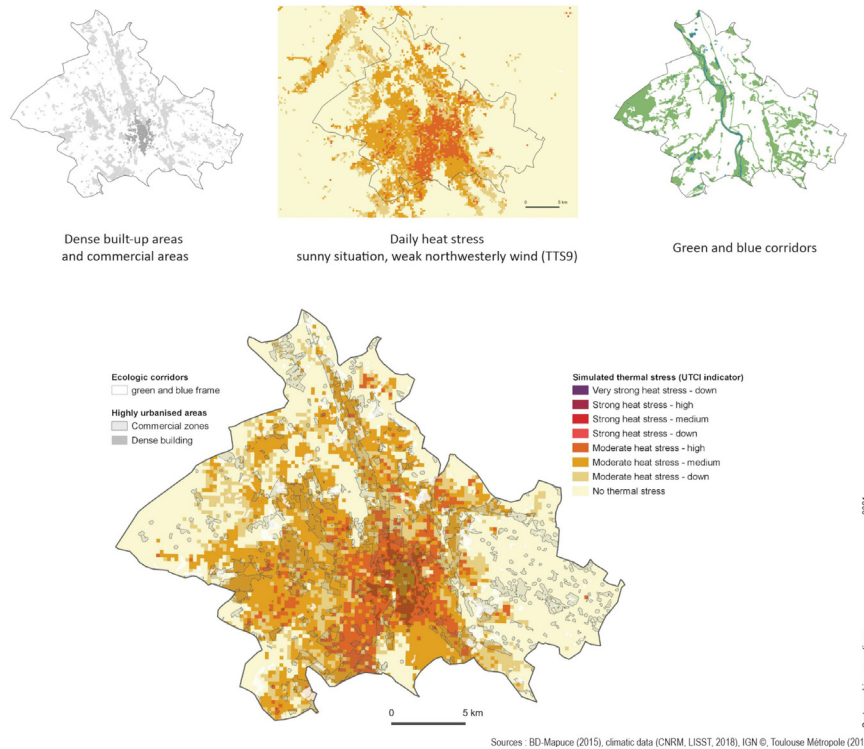 0 5 km
Dense built-up areas
and commercial areas
Daily heat stress
sunny situation, weak northwesterly wind (TTS9)
Green and blue corridors
Ecologic corridors
green and blue frame
Highly urbanised areas
Commercial zones
Dense building
Simulated thermal stress (UTCI indicator)
Very strong heat stress - down
Strong heat stress - high
Strong heat stress - medium
Strong heat stress - down
Moderate heat stress - high
Moderate heat stress - medium
Moderate heat stress - down
No thermal stress
0 5 km
Sources : BD-Mapuce (2015), climatic data (CNRM, LISST, 2018), IGN ©, Toulouse Métropole (201